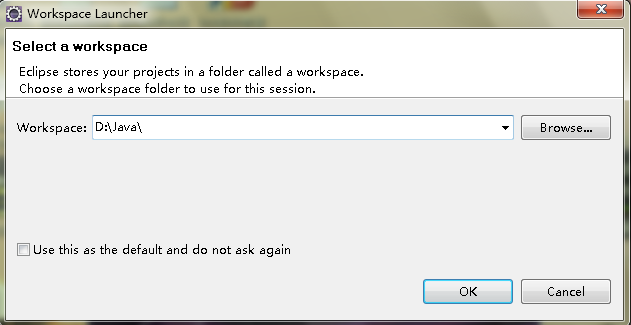 Workspace Launcher
Select a workspace
Eclipse stores your projects in a folder called a workspace.
Choose a workspace folder to use for this session.
Workspace: D:\Java\ Browse...
Use this as the default and do not ask again
OK Cancel